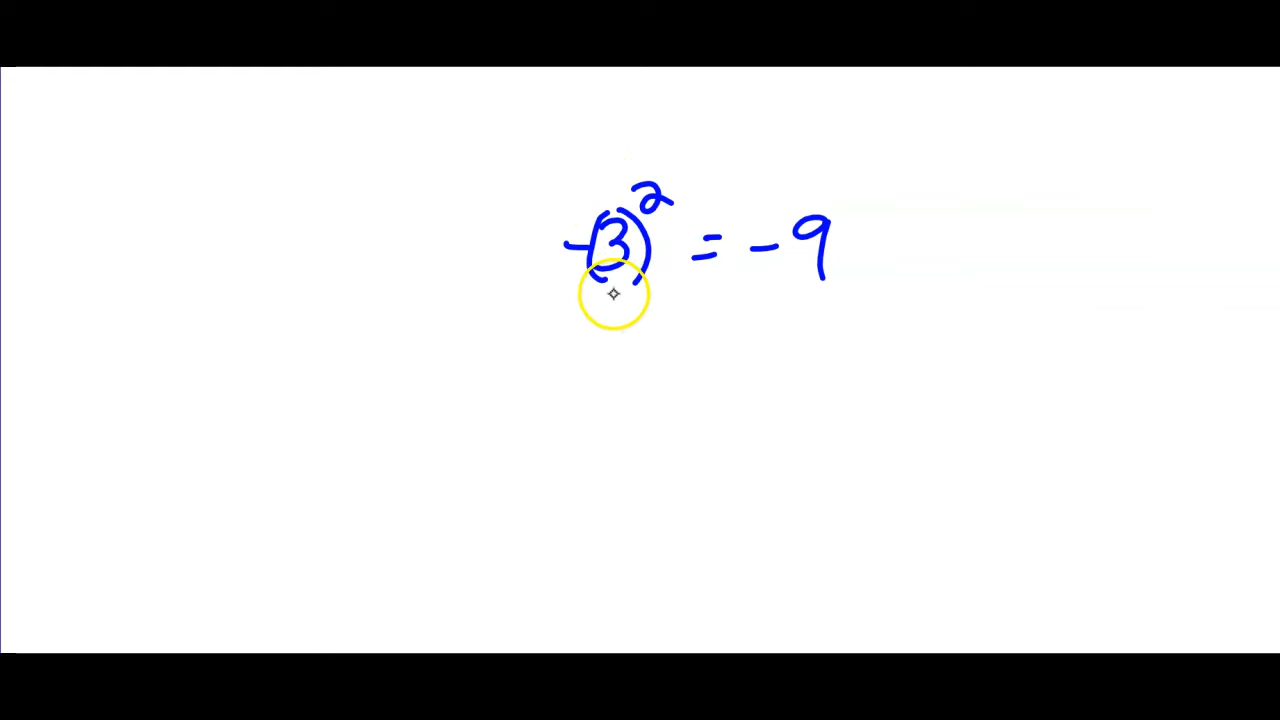 -(3)² = -9